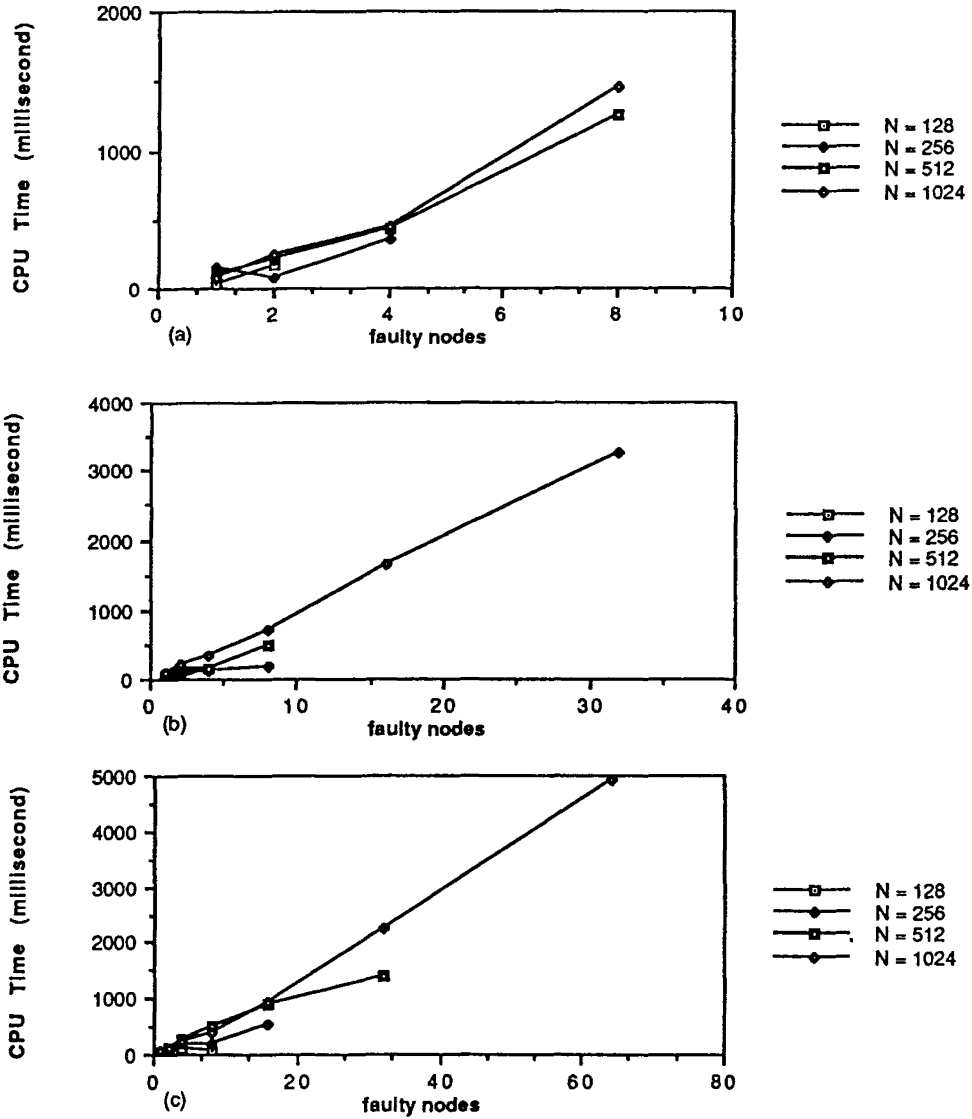 CPU Time (millisecond)
2000
1000
0
0
2
4
6
8
10
(a)
faulty nodes
N = 128
N = 256
N = 512
N = 1024
CPU Time (millisecond)
4000
3000
2000
1000
0
0
10
20
30
40
(b)
faulty nodes
N = 128
N = 256
N = 512
N = 1024
CPU Time (millisecond)
5000
4000
3000
2000
1000
0
0
20
40
60
80
(c)
faulty nodes
N = 128
N = 256
N = 512
N = 1024